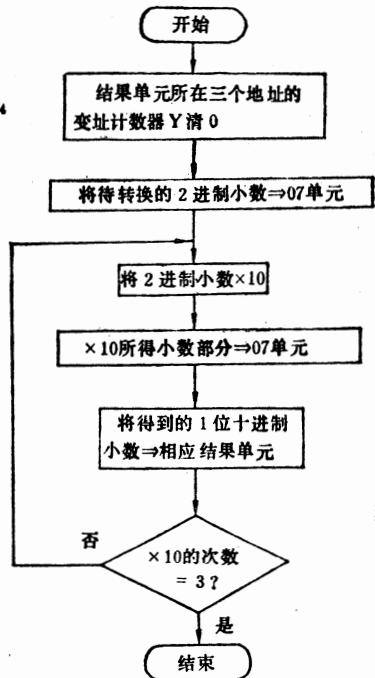 开始
结果单元所在三个地址的
变址计数器Y清0
将待转换的2进制小数⇒07单元
将2进制小数×10
×10所得小数部分⇒07单元
将得到的1位十进制
小数⇒相应结果单元
否
×10的次数
=3?
是
结束